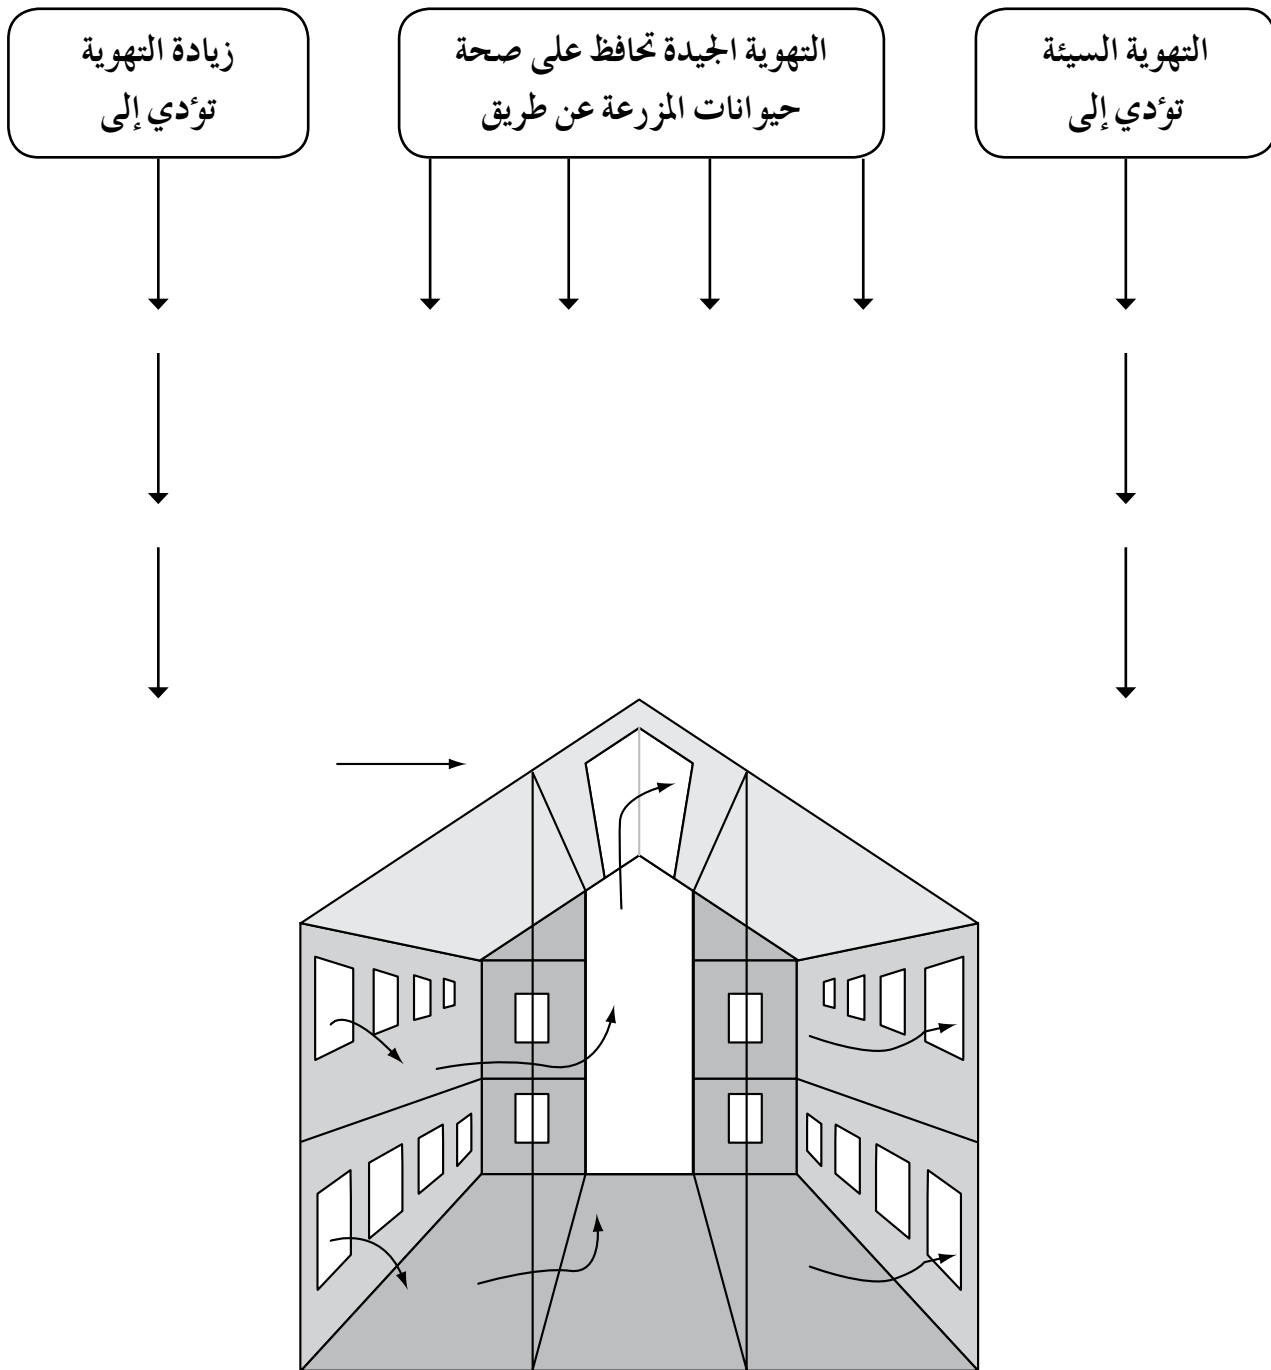 التهوية السيئة
تؤدي إلى
التهوية الجيدة تحافظ على صحة
حيوانات المزرعة عن طريق
زيادة التهوية
تؤدي إلى